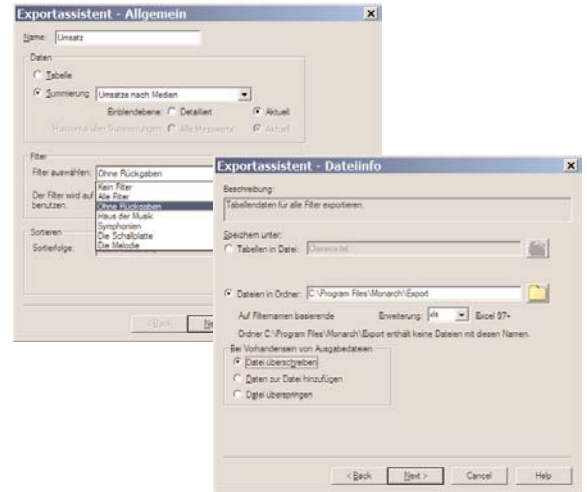 Exportassistent - Allgemein
Name: Umsatz
Daten
Tabelle
Summierung Umsätze nach Medien
Einblendebene: Detailliert Aktuell
Alle Messwerte Aktuell
Filter
Filter auswählen: Ohne Rückgaben
Kein Filter
Der Filter wird auf
Alle Filter
benutzen.
Ohne Rückgaben
Haus der Musik
Symphonien
Die Schallplatte
Die Melodie
Sortieren
Sortierfolge:
< Back
Exportassistent - Dateiinfo
Beschreibung:
Tabellendaten für alle Filter exportieren.
Speichern unter:
Tabellen in Datei:
Dateien in Ordner: C:\Program Files\Monarch\Export
Auf Filternamen basierende Erweiterung: xls Excel 97+
Ordner C:\Program Files\Monarch\Export enthält keine Dateien mit diesen Namen.
Bei Vorhandensein von Ausgabedateien
Datei überschreiben
Daten zur Datei hinzufügen
Datei überspringen
< Back Next > Cancel Help